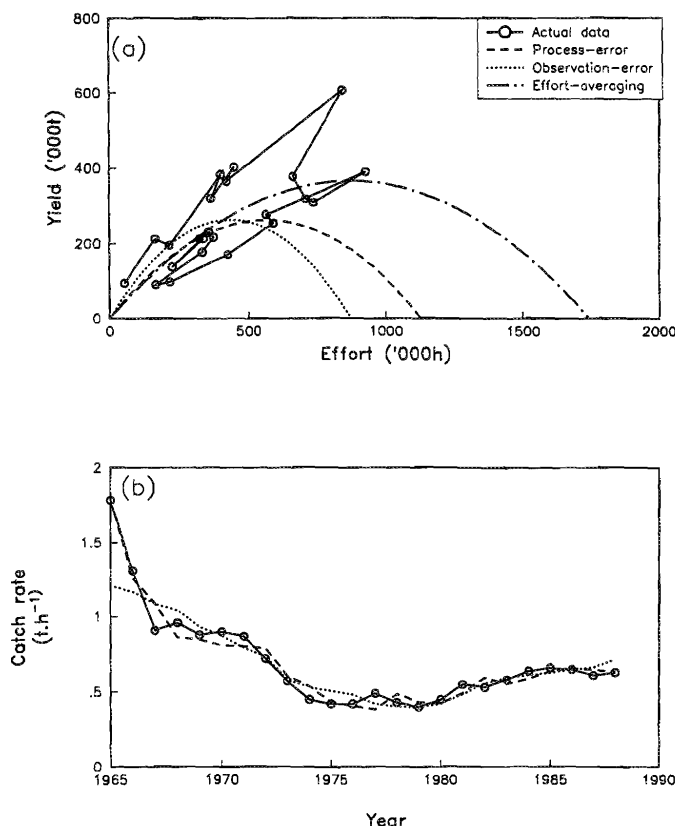 800
(a)
Actual data
Process-error
Observation-error
Effort-averaging
600
Yield ('000t)
400
200
0
0 500 1000 1500 2000
Effort ('000h)
2
(b)
1.5
Catch rate
(t.h⁻¹)
1
.5
0
1965 1970 1975 1980 1985 1990
Year